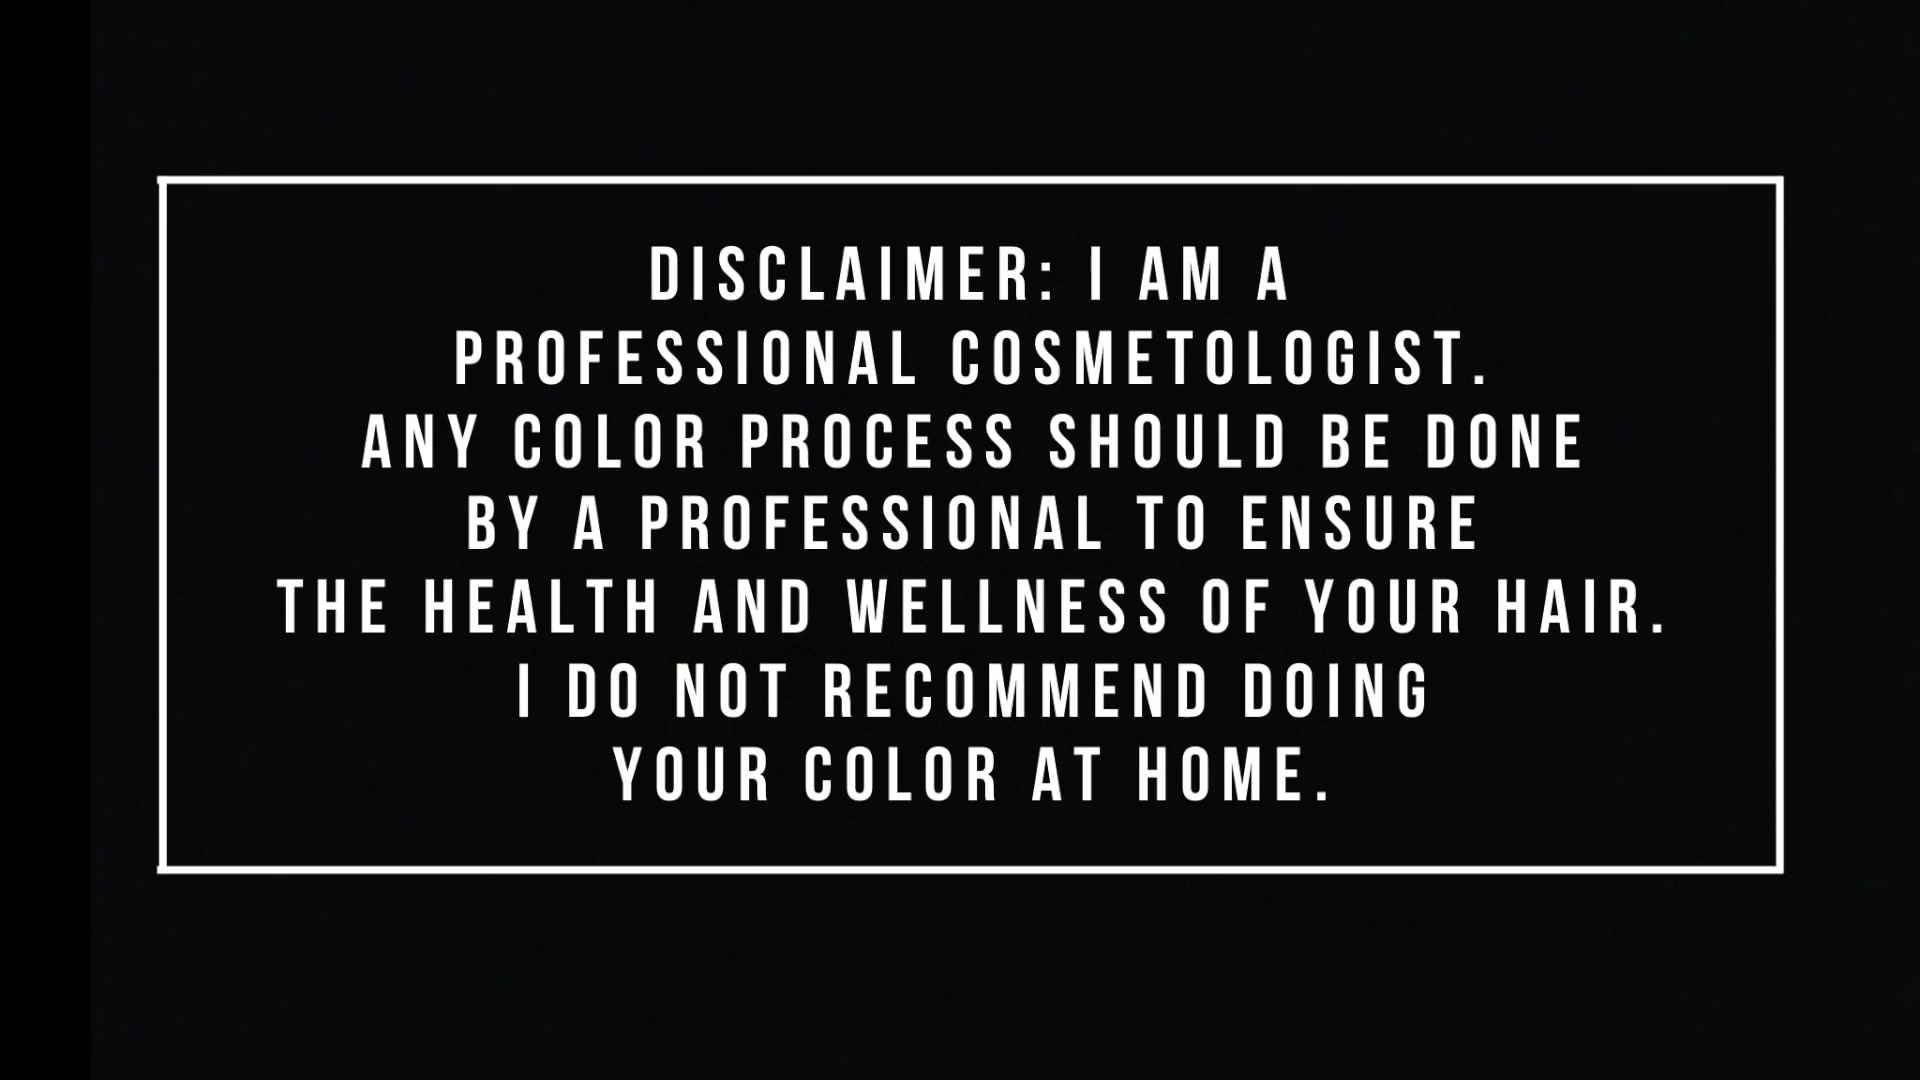 DISCLAIMER: I AM A
PROFESSIONAL COSMETOLOGIST.
ANY COLOR PROCESS SHOULD BE DONE
BY A PROFESSIONAL TO ENSURE
THE HEALTH AND WELLNESS OF YOUR HAIR.
I DO NOT RECOMMEND DOING
YOUR COLOR AT HOME.